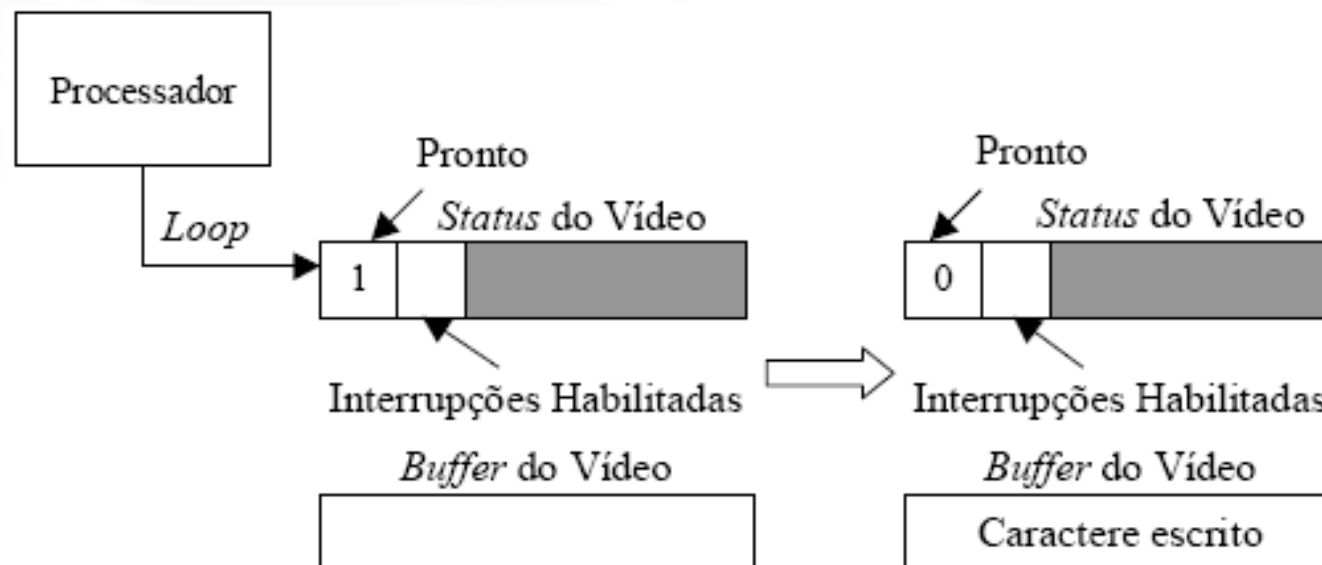 Processador
Loop
Pronto
Status do Vídeo
1
Interrupções Habilitadas
Buffer do Vídeo
Pronto
Status do Vídeo
0
Interrupções Habilitadas
Buffer do Vídeo
Caractere escrito